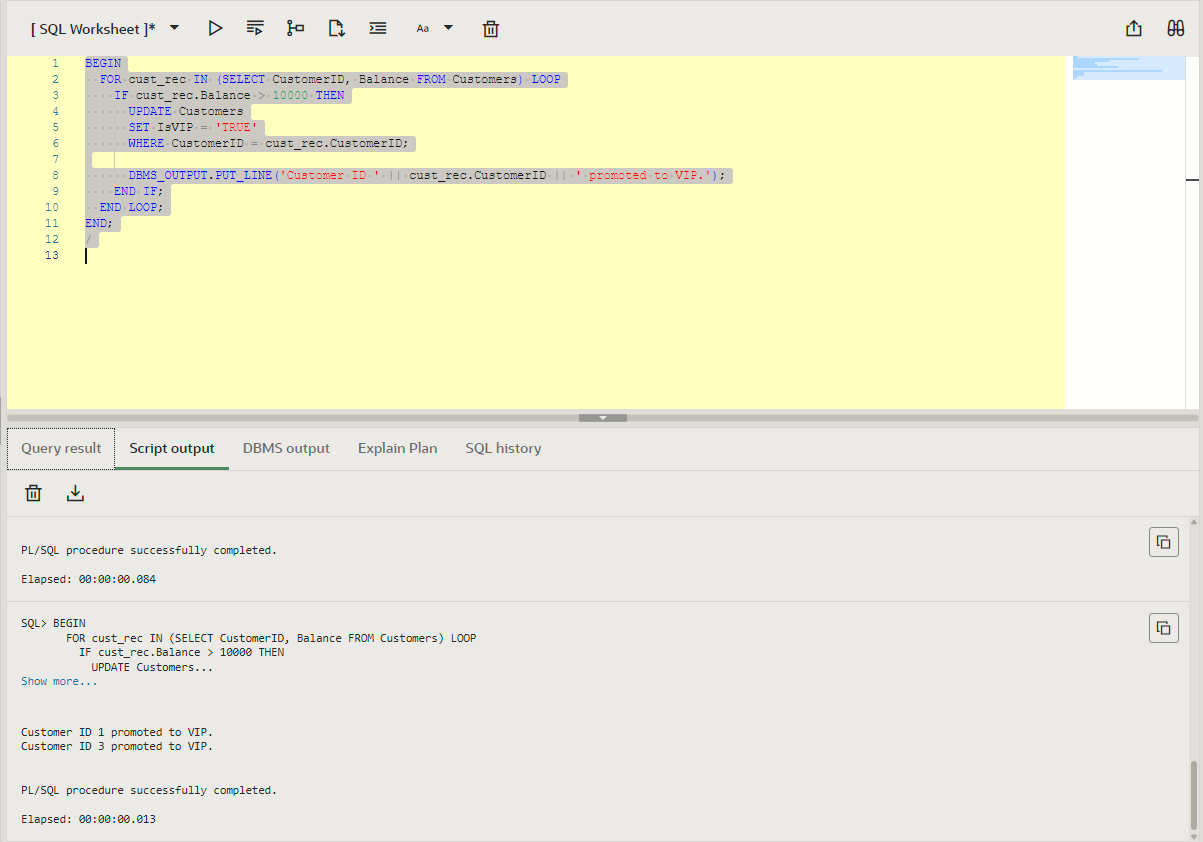 [ SQL Worksheet ]*
Aa
1 BEGIN
2 FOR cust_rec IN (SELECT CustomerID, Balance FROM Customers) LOOP
3 IF cust_rec.Balance > 10000 THEN
4 UPDATE Customers
5 SET IsVIP = 'TRUE'
6 WHERE CustomerID = cust_rec.CustomerID;
7
8 DBMS_OUTPUT.PUT_LINE('Customer ID ' || cust_rec.CustomerID || ' promoted to VIP.');
9 END IF;
10 END LOOP;
11 END;
12 /
13
Query result Script output DBMS output Explain Plan SQL history
PL/SQL procedure successfully completed.
Elapsed: 00:00:00.084
SQL> BEGIN
FOR cust_rec IN (SELECT CustomerID, Balance FROM Customers) LOOP
IF cust_rec.Balance > 10000 THEN
UPDATE Customers...
Show more...
Customer ID 1 promoted to VIP.
Customer ID 3 promoted to VIP.
PL/SQL procedure successfully completed.
Elapsed: 00:00:00.013